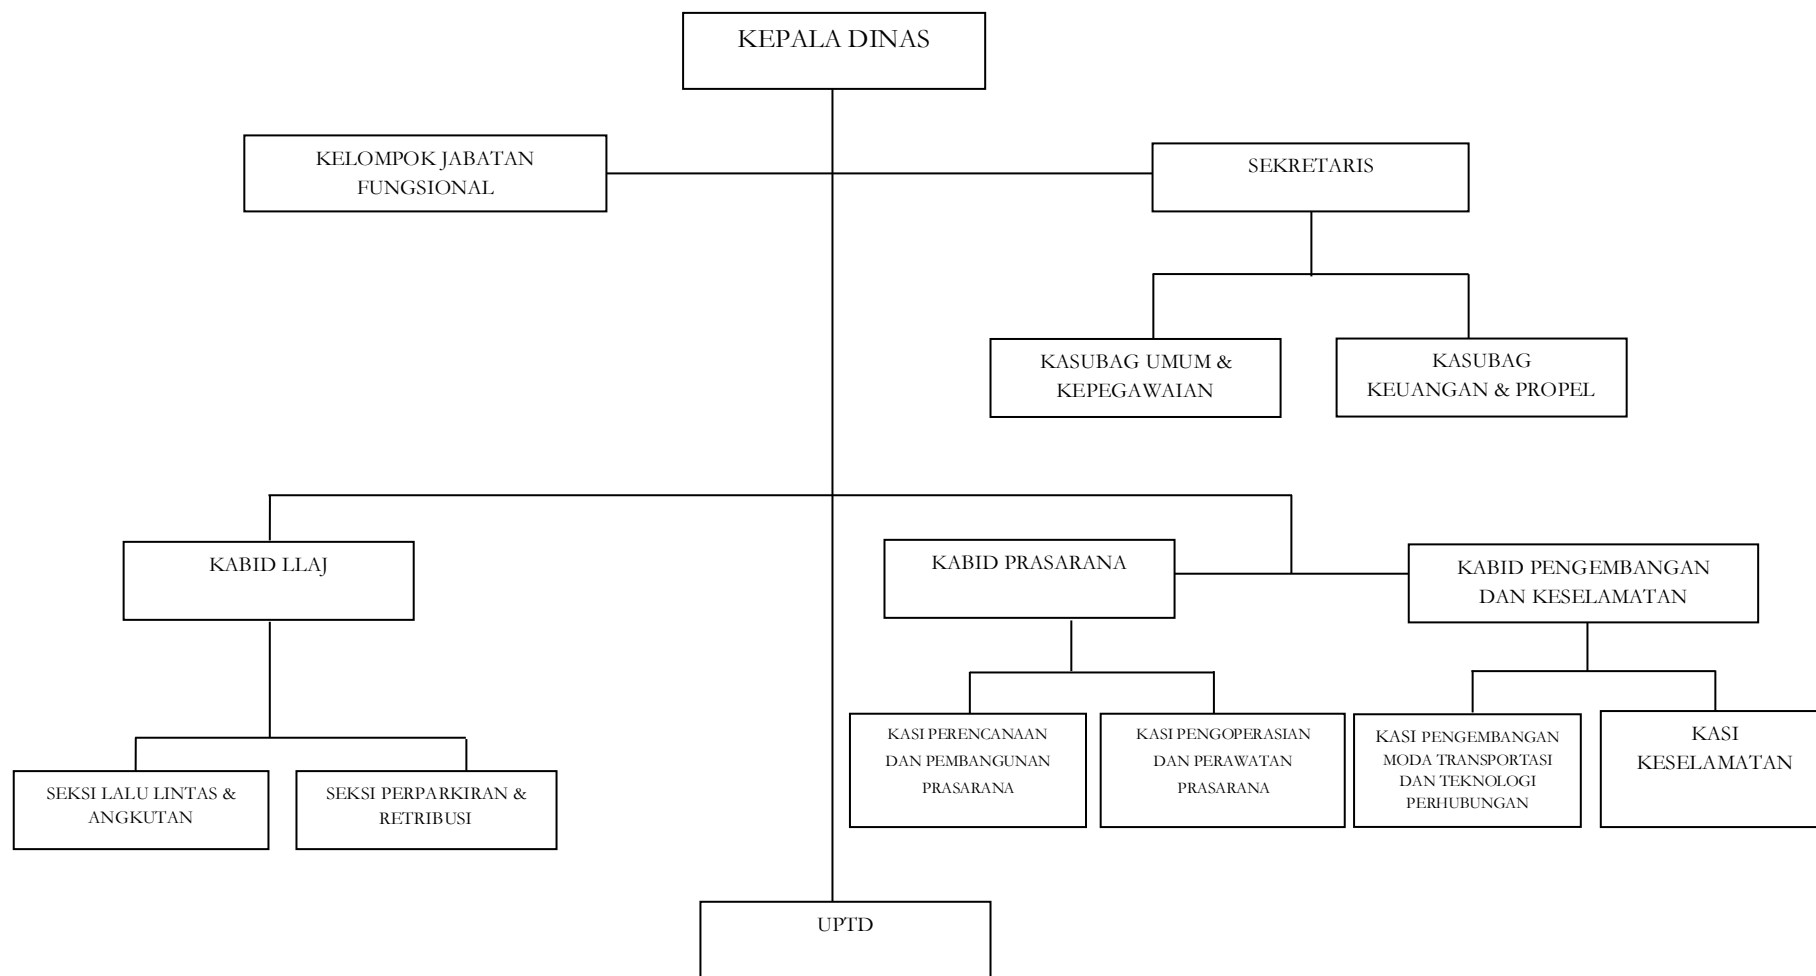 KEPALA DINAS
KELOMPOK JABATAN
FUNGSIONAL
SEKRETARIS
KASUBAG UMUM &
KEPEGAWAIAN
KASUBAG
KEUANGAN & PROPEL
KABID LLAJ
KABID PRASARANA
KABID PENGEMBANGAN
DAN KESELAMATAN
SEKSI LALU LINTAS &
ANGKUTAN
SEKSI PERPARKIRAN &
RETRIBUSI
KASI PERENCANAAN
DAN PEMBANGUNAN
PRASARANA
KASI PENGOPERASIAN
DAN PERAWATAN
PRASARANA
KASI PENGEMBANGAN
MODA TRANSPORTASI
DAN TEKNOLOGI
PERHUBUNGAN
KASI
KESELAMATAN
UPTD